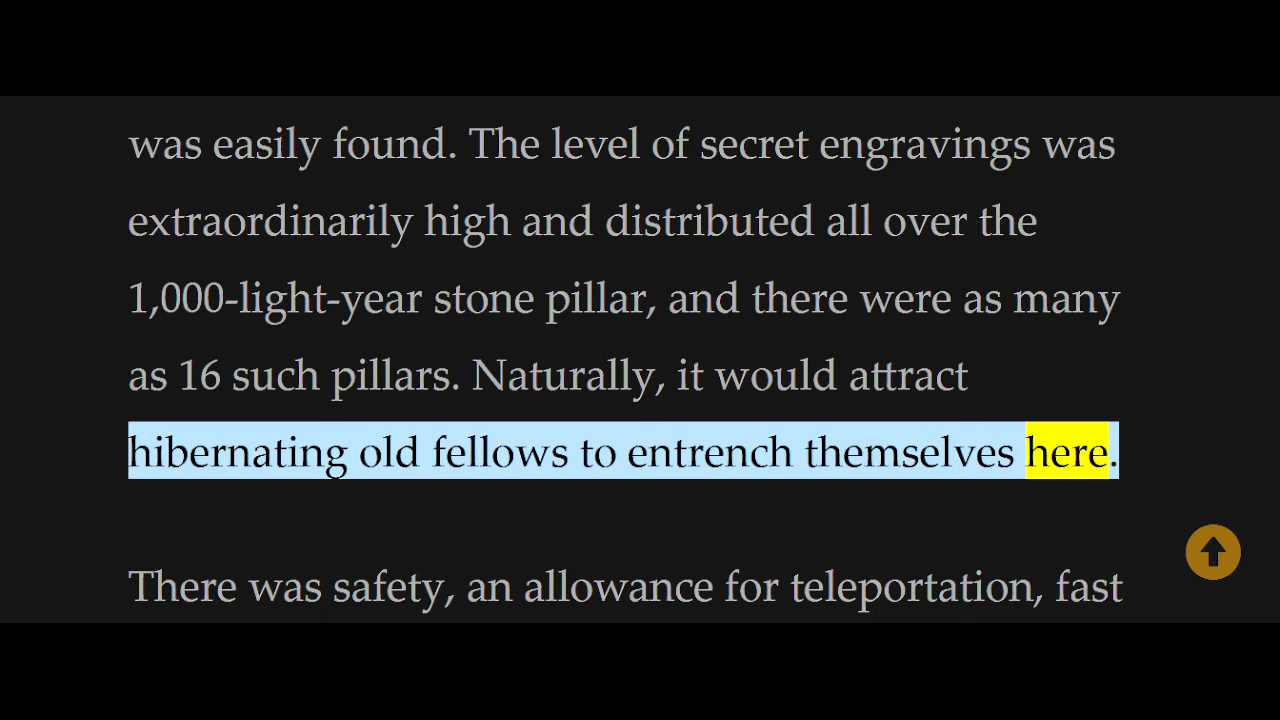 was easily found. The level of secret engravings was
extraordinarily high and distributed all over the
1,000-light-year stone pillar, and there were as many
as 16 such pillars. Naturally, it would attract
hibernating old fellows to entrench themselves here.
There was safety, an allowance for teleportation, fast